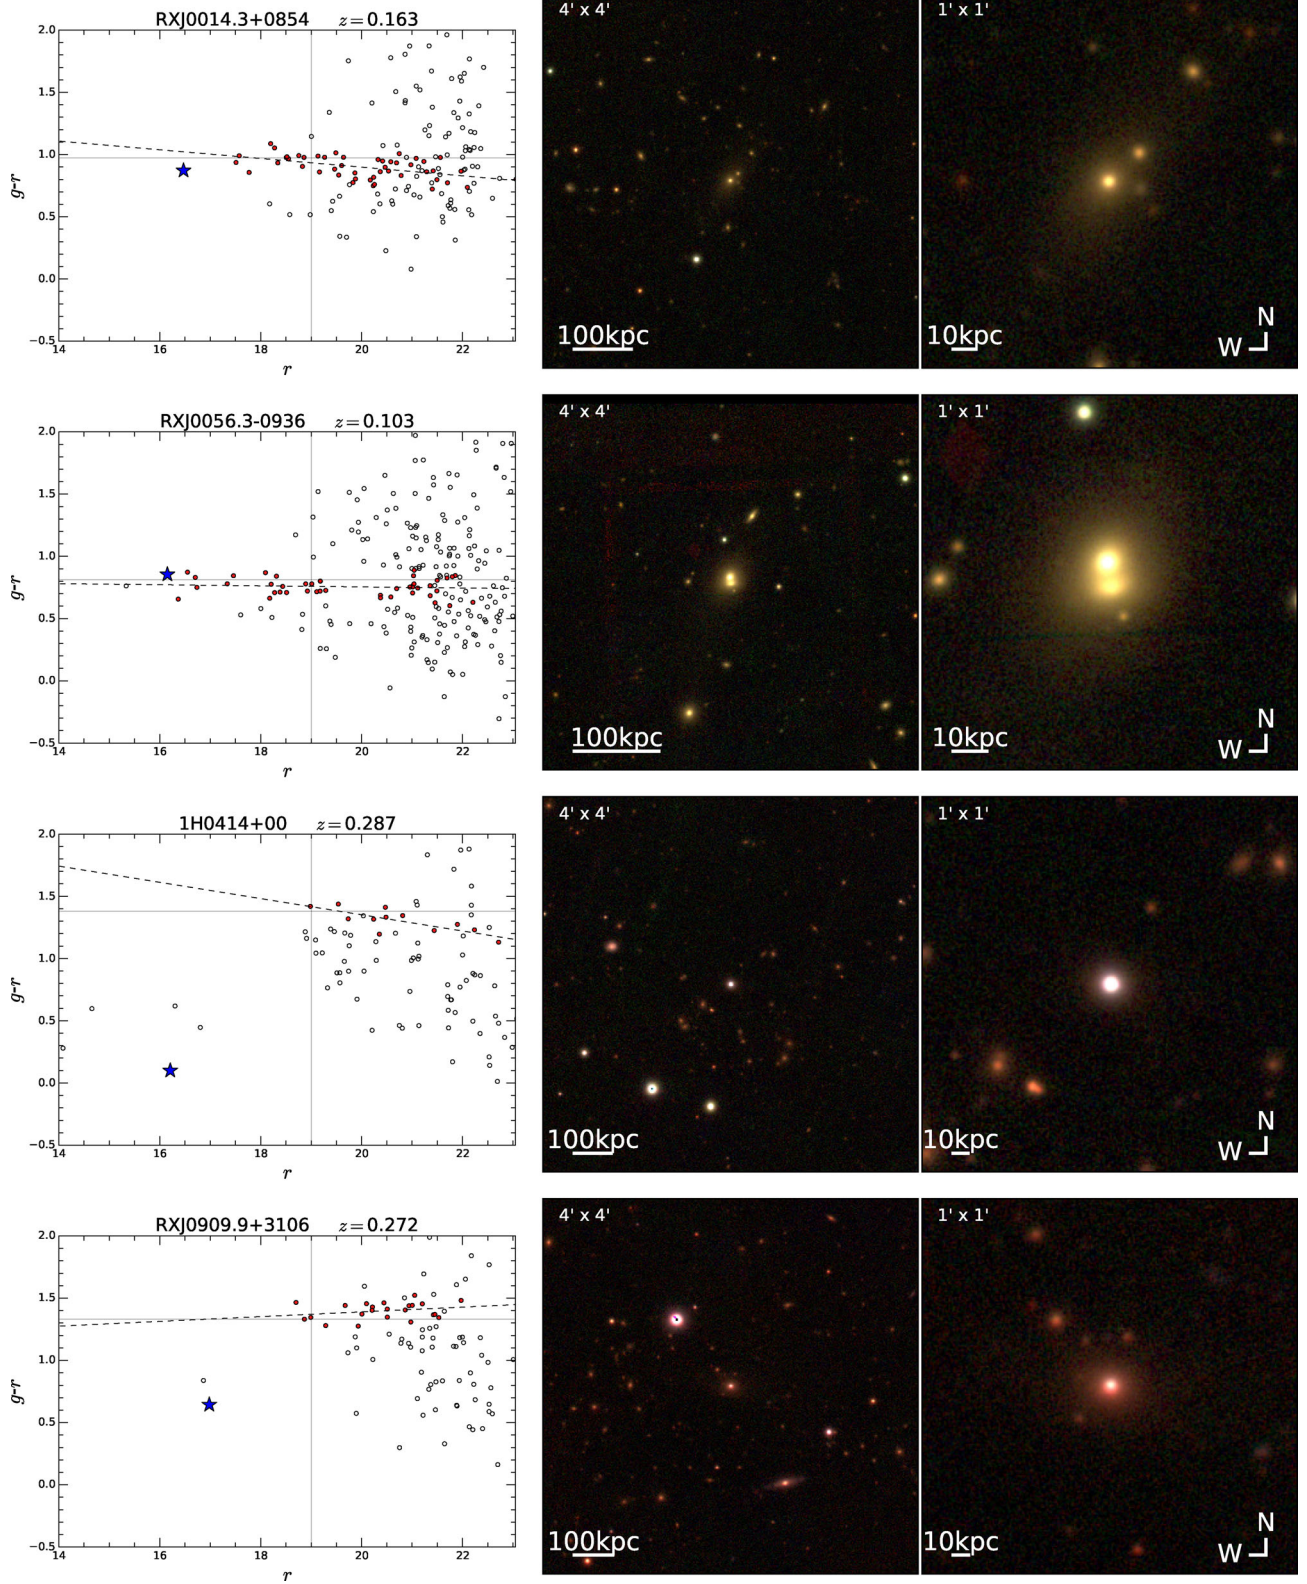 RXJ0014.3+0854 z=0.163
2.0
1.5
1.0
0.5
0.0
−0.5
g-r
14 16 18 20 22
r
4' x 4'
100kpc
1' x 1'
10kpc
N
W
RXJ0056.3-0936 z=0.103
2.0
1.5
1.0
0.5
0.0
−0.5
g-r
14 16 18 20 22
r
4' x 4'
100kpc
1' x 1'
10kpc
N
W
1H0414+00 z=0.287
2.0
1.5
1.0
0.5
0.0
−0.5
g-r
14 16 18 20 22
r
4' x 4'
100kpc
1' x 1'
10kpc
N
W
RXJ0909.9+3106 z=0.272
2.0
1.5
1.0
0.5
0.0
−0.5
g-r
14 16 18 20 22
r
4' x 4'
100kpc
1' x 1'
10kpc
N
W